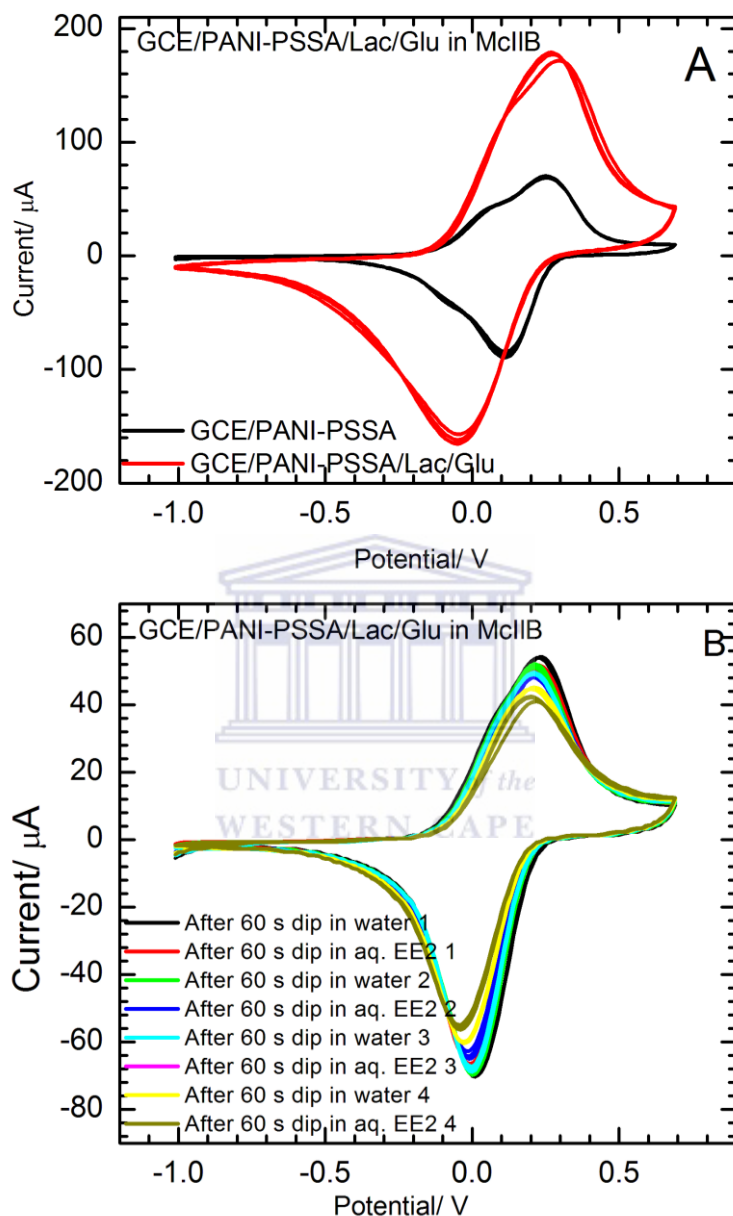 200
GCE/PANI-PSSA/Lac/Glu in McIIB
A
100
0
-100
-200
Current/ µA
GCE/PANI-PSSA
GCE/PANI-PSSA/Lac/Glu
-1.0 -0.5 0.0 0.5
Potential/ V
GCE/PANI-PSSA/Lac/Glu in McIIB
B
60
40
20
0
-20
-40
-60
-80
Current/ µA
UNIVERSITY of the
WESTERN CAPE
After 60 s dip in water 1
After 60 s dip in aq. EE2 1
After 60 s dip in water 2
After 60 s dip in aq. EE2 2
After 60 s dip in water 3
After 60 s dip in aq. EE2 3
After 60 s dip in water 4
After 60 s dip in aq. EE2 4
-1.0 -0.5 0.0 0.5
Potential/ V